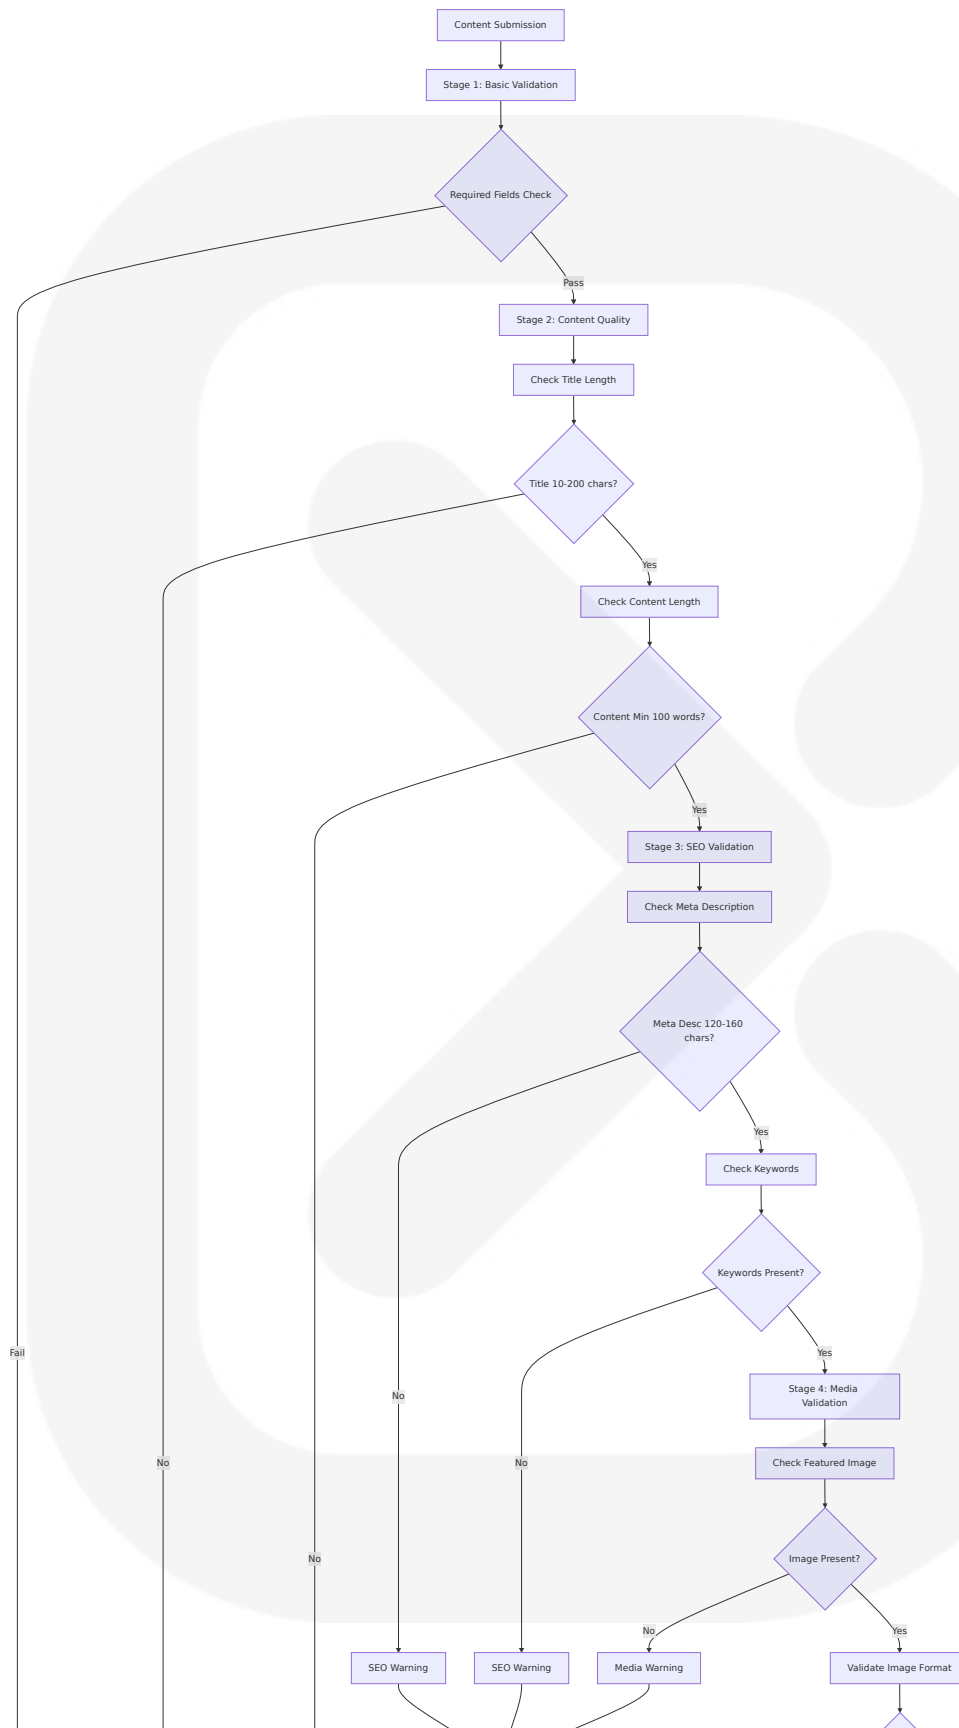 Content Submission
Stage 1: Basic Validation
Required Fields Check
Pass
Stage 2: Content Quality
Check Title Length
Title 10-200 chars?
Yes
Check Content Length
Content Min 100 words?
Yes
Stage 3: SEO Validation
Check Meta Description
Meta Desc 120-160
chars?
Yes
Check Keywords
Keywords Present?
Fail
Yes
Stage 4: Media
Validation
No
No
No
Check Featured Image
No
Image Present?
No
Yes
SEO Warning
SEO Warning
Media Warning
Validate Image Format